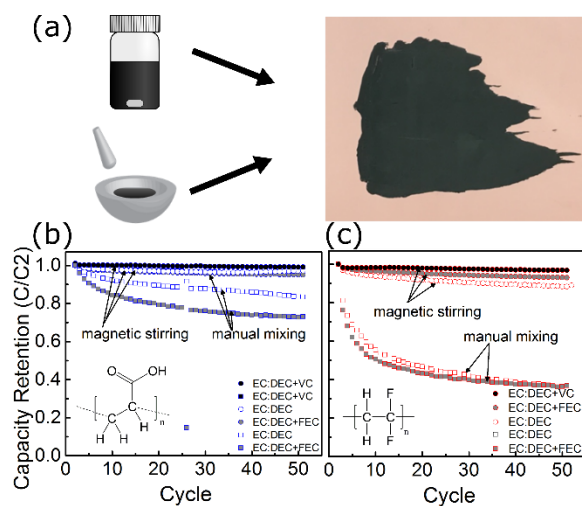 (a)
(b)
(c)
Capacity Retention (C/C2)
1.0
0.8
0.6
0.4
0.2
0.0
0
10
20
30
40
50
Cycle
magnetic stirring
manual mixing
O
OH
C
C
C
H
H
H
H
n
EC:DEC+VC
EC:DEC+VC
EC:DEC
EC:DEC+FEC
EC:DEC
EC:DEC+FEC
magnetic stirring
manual mixing
H
F
C
C
H
F
n
EC:DEC+VC
EC:DEC+FEC
EC:DEC
EC:DEC
EC:DEC+FEC
0
10
20
30
40
50
Cycle